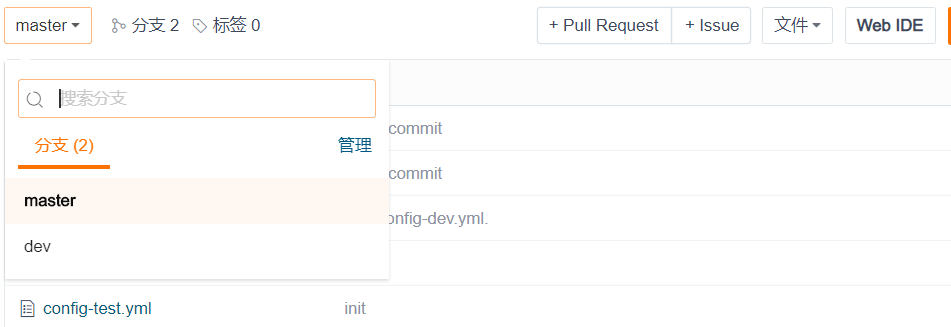 master 分支 2 标签 0 + Pull Request + Issue 文件 Web IDE
搜索分支
分支 (2) 管理
commit
commit
master
onfig-dev.yml.
dev
config-test.yml init